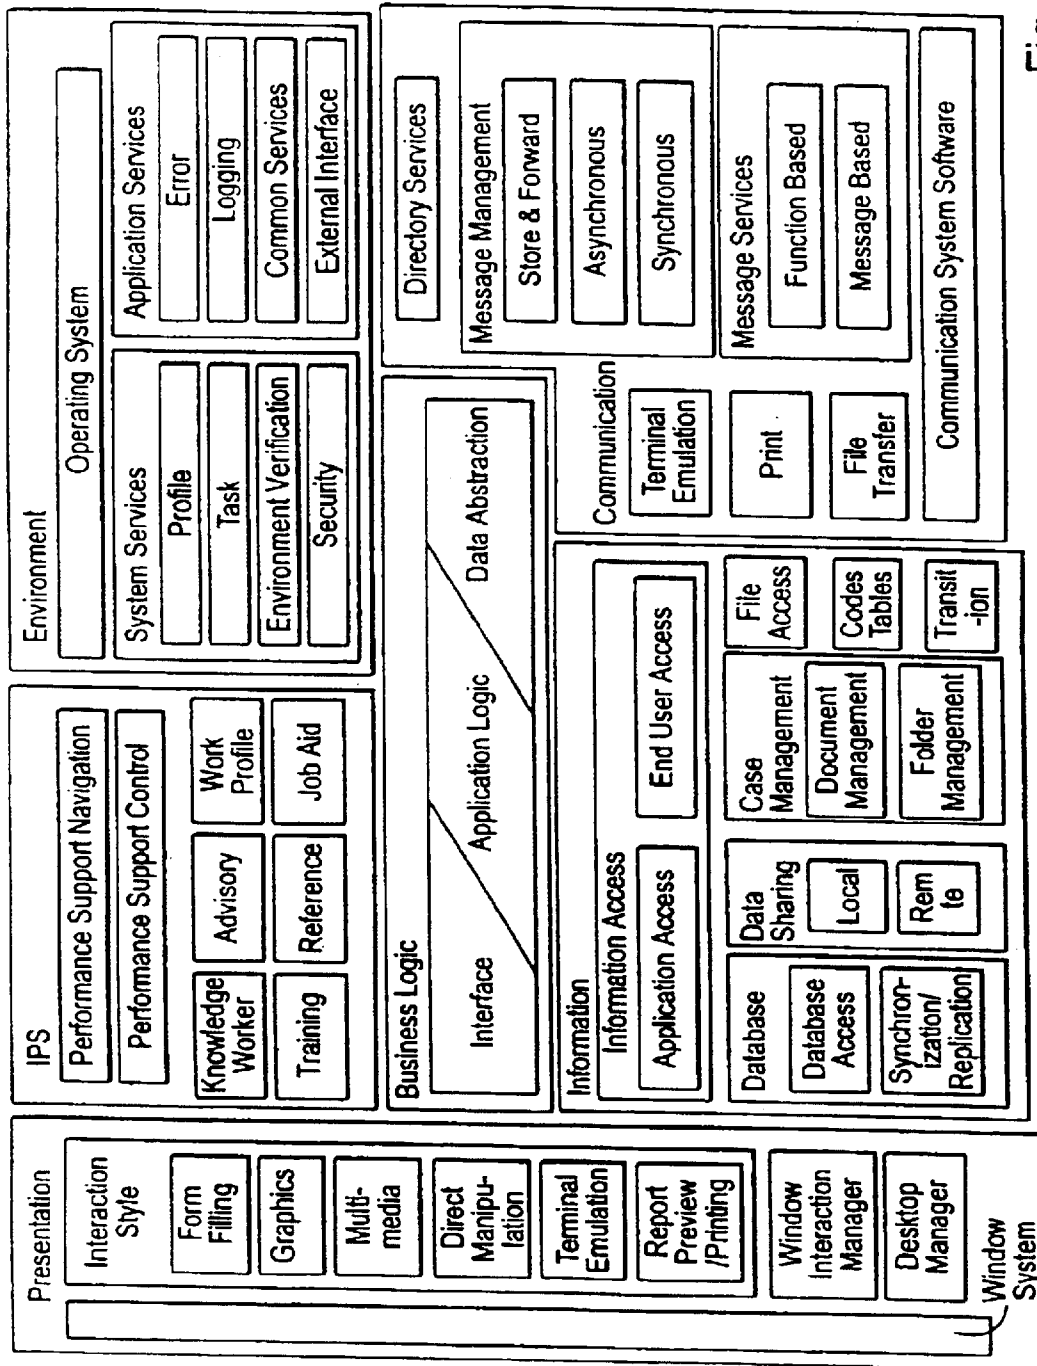 Presentation
Interaction
Style
Form
Filling
Graphics
Multi-
media
Direct
Manipu-
lation
Terminal
Emulation
Report
Preview
/Printing
Window
Interaction
Manager
Desktop
Manager
Window
System
IPS
Performance Support Navigation
Performance Support Control
Knowledge
Worker
Advisory
Work
Profile
Training
Reference
Job Aid
Environment
Operating System
System Services
Profile
Task
Environment Verification
Security
Application Services
Error
Logging
Common Services
External Interface
Business Logic
Interface
Application Logic
Data Abstraction
Information
Information Access
Application Access
End User Access
Database
Database
Access
Synchron-
ization/
Replication
Data
Sharing
Local
Rem
te
Case
Management
Document
Management
Folder
Management
File
Access
Codes
Tables
Transit
-ion
Communication
Directory Services
Terminal
Emulation
Print
File
Transfer
Message Management
Store & Forward
Asynchronous
Synchronous
Message Services
Function Based
Message Based
Communication System Software